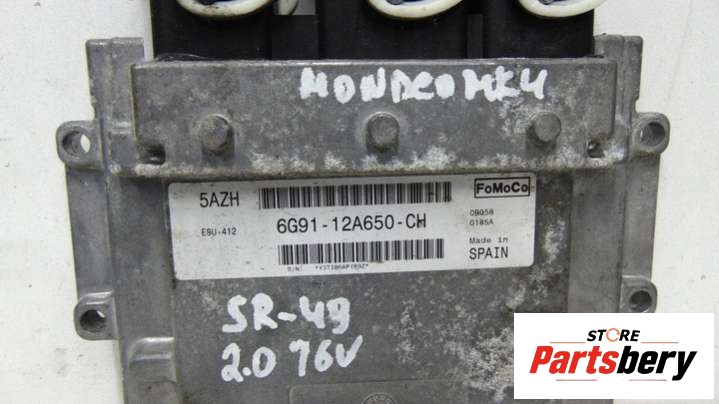 MONDEO MK4
5AZH
FoMoCo
ESU-412
6G91-12A650-CH
0185A
Made in
SPAIN
S/N:
SR-49
2.0 16V
STORE
Partsbery